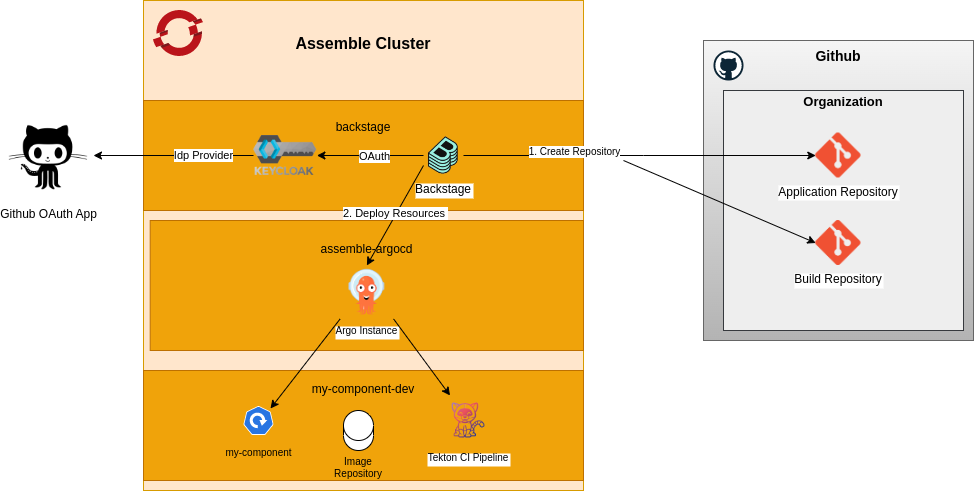 Assemble Cluster
Github
Organization
backstage
Idp Provider
KEYCLOAK
OAuth
Backstage
1. Create Repository
Application Repository
Github OAuth App
2. Deploy Resources
assemble-argocd
Build Repository
Argo Instance
my-component-dev
my-component
Image
Repository
Tekton CI Pipeline